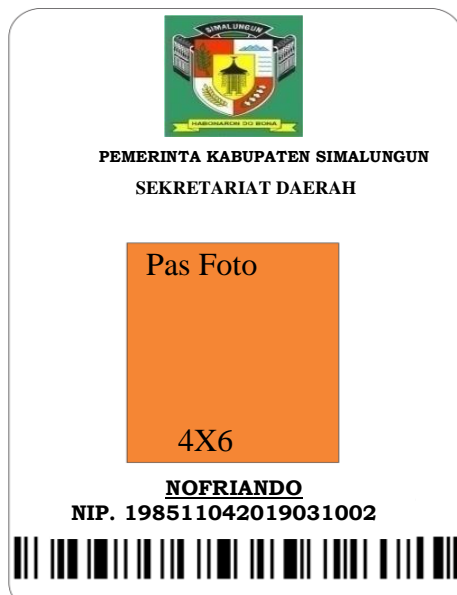 SIMALUNGUN
HABONARON DO BONA
PEMERINTA KABUPATEN SIMALUNGUN
SEKRETARIAT DAERAH
Pas Foto
4X6
NOFRIANDO
NIP. 198511042019031002